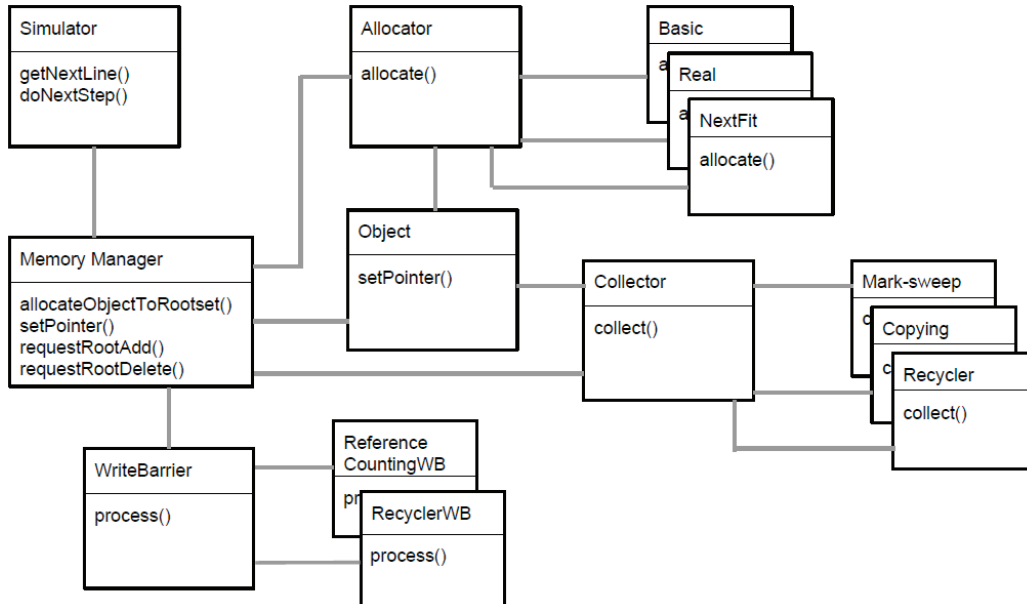 Simulator
getNextLine()
doNextStep()
Allocator
allocate()
Basic
a
Real
a
NextFit
allocate()
Memory Manager
allocateObjectToRootset()
setPointer()
requestRootAdd()
requestRootDelete()
Object
setPointer()
Collector
collect()
Mark-sweep
c
Copying
c
Recycler
collect()
WriteBarrier
process()
Reference
CountingWB
pr
RecyclerWB
process()